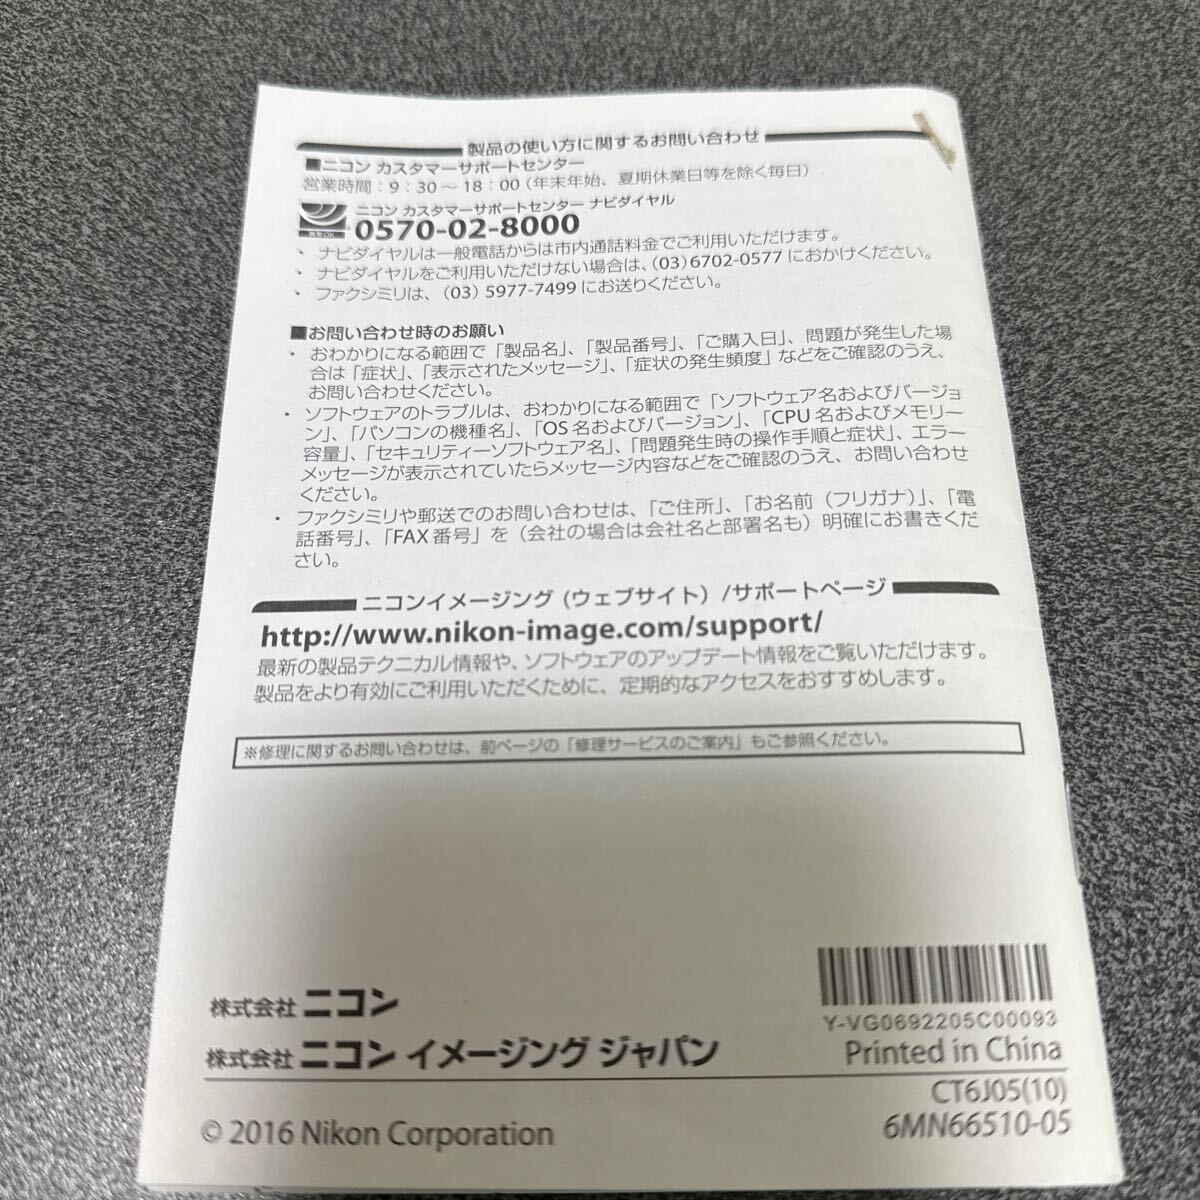 製品の使い方に関するお問い合わせ
■ニコン カスタマーサポートセンター
営業時間：9：30～18：00（年末年始、夏期休業日等を除く毎日）
ニコン カスタマーサポートセンター ナビダイヤル
0570-02-8000
・ ナビダイヤルは一般電話からは市内通話料金でご利用いただけます。
・ ナビダイヤルをご利用いただけない場合は、(03) 6702-0577 におかけください。
・ ファクシミリは、(03) 5977-7499 にお送りください。
■お問い合わせ時のお願い
・ おわかりになる範囲で「製品名」、「製品番号」、「ご購入日」、問題が発生した場
合は「症状」、「表示されたメッセージ」、「症状の発生頻度」などをご確認のうえ、
お問い合わせください。
・ ソフトウェアのトラブルは、おわかりになる範囲で「ソフトウェア名およびバージョ
ン」、「パソコンの機種名」、「OS 名およびバージョン」、「CPU 名およびメモリー
容量」、「セキュリティーソフトウェア名」、「問題発生時の操作手順と症状」、エラー
メッセージが表示されていたらメッセージ内容などをご確認のうえ、お問い合わせ
ください。
・ ファクシミリや郵送でのお問い合わせは、「ご住所」、「お名前（フリガナ）」、「電
話番号」、「FAX 番号」を（会社の場合は会社名と部署名も）明確にお書きくだ
さい。
ニコンイメージング（ウェブサイト）/サポートページ
http://www.nikon-image.com/support/
最新の製品テクニカル情報や、ソフトウェアのアップデート情報をご覧いただけます。
製品をより有効にご利用いただくために、定期的なアクセスをおすすめします。
※修理に関するお問い合わせは、前ページの「修理サービスのご案内」もご参照ください。
株式会社 ニコン
株式会社 ニコン イメージング ジャパン
© 2016 Nikon Corporation
Y-VG0692205C00093
Printed in China
CT6J05(10)
6MN66510-05